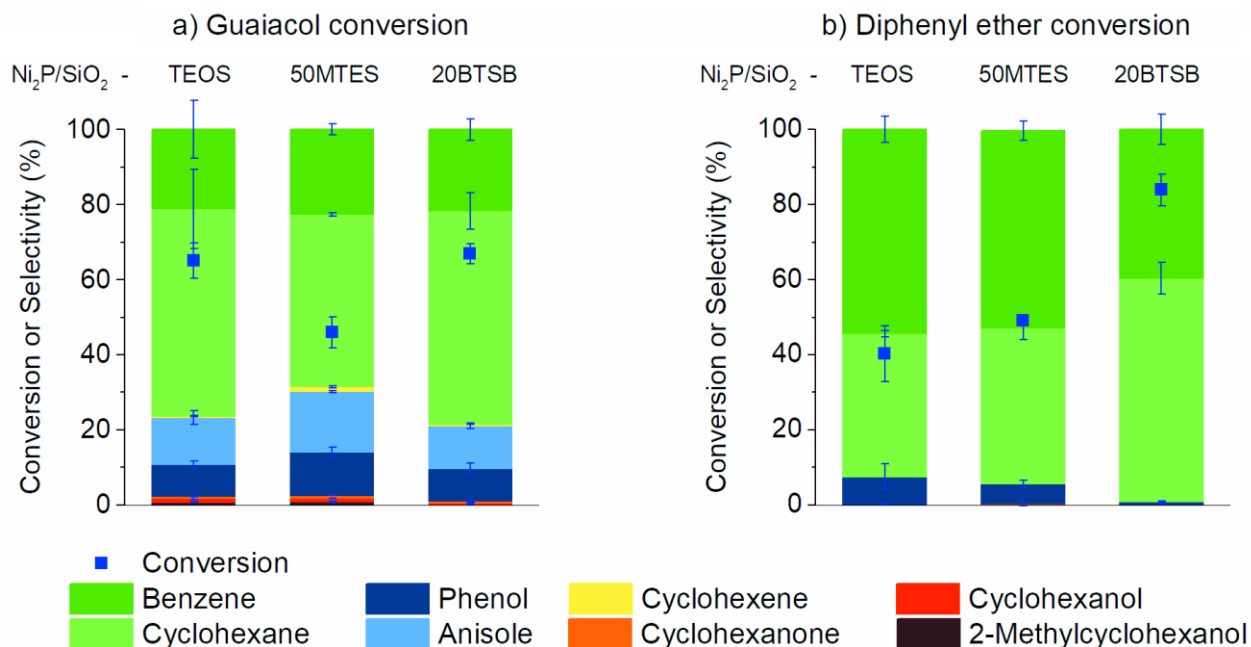 a) Guaiacol conversion
b) Diphenyl ether conversion
Ni₂P/SiO₂ - TEOS 50MTES 20BTSB
Ni₂P/SiO₂ - TEOS 50MTES 20BTSB
Conversion or Selectivity (%)
100
80
60
40
20
0
Conversion or Selectivity (%)
100
80
60
40
20
0
Conversion
Benzene Phenol Cyclohexene Cyclohexanol
Cyclohexane Anisole Cyclohexanone 2-Methylcyclohexanol